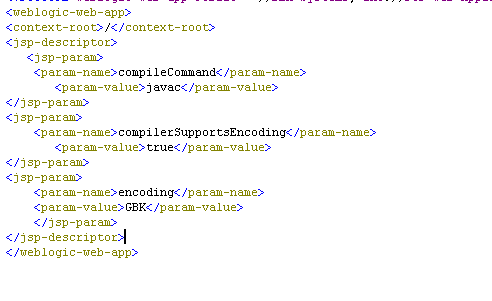 <weblogic-web-app>
<context-root>/</context-root>
<jsp-descriptor>
<jsp-param>
<param-name>compileCommand</param-name>
<param-value>javac</param-value>
</jsp-param>
<jsp-param>
<param-name>compilerSupportsEncoding</param-name>
<param-value>true</param-value>
</jsp-param>
<jsp-param>
<param-name>encoding</param-name>
<param-value>GBK</param-value>
</jsp-param>
</jsp-descriptor>
</weblogic-web-app>